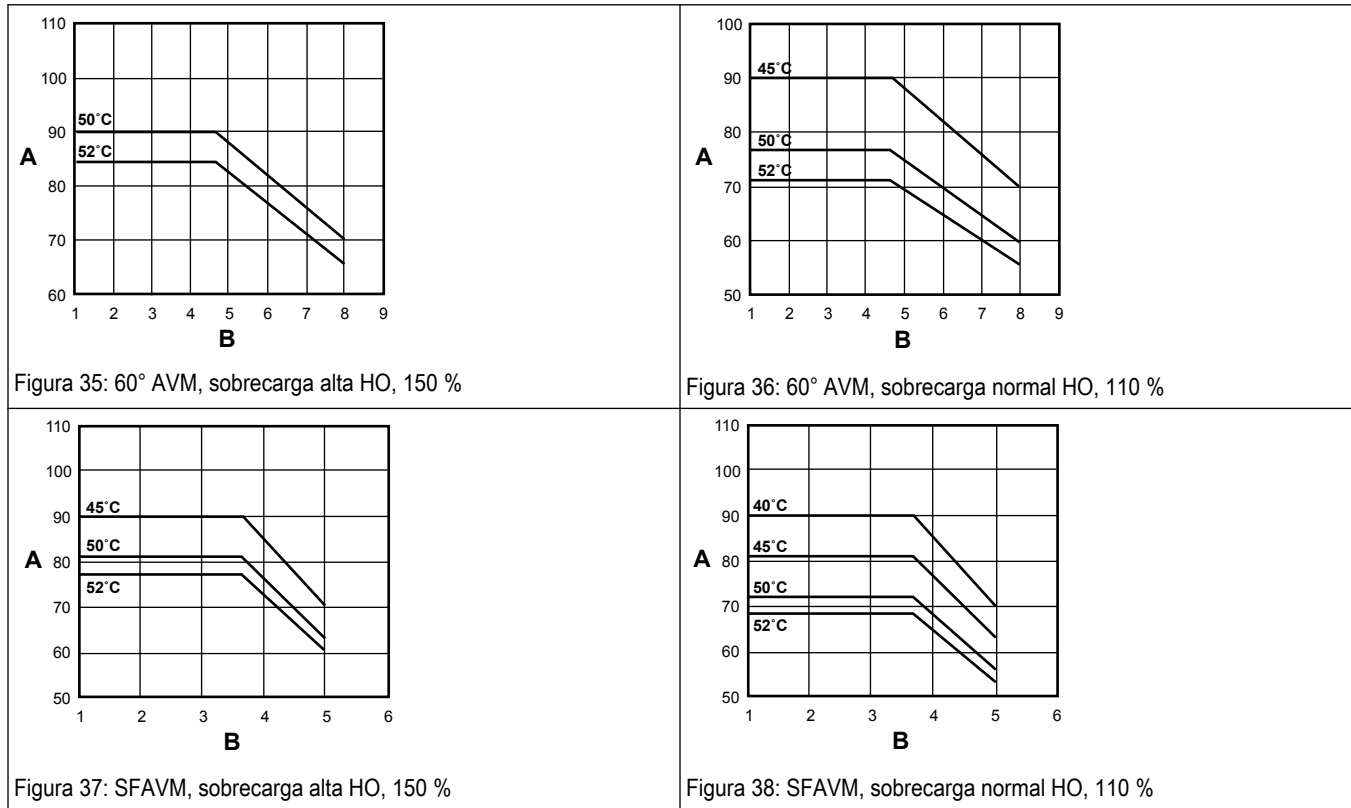 110
100
90
80
70
60
50˚C
52˚C
A
1 2 3 4 5 6 7 8 9
B
Figura 35: 60° AVM, sobrecarga alta HO, 150 %
100
90
80
70
60
50
45˚C
50˚C
52˚C
A
1 2 3 4 5 6 7 8 9
B
Figura 36: 60° AVM, sobrecarga normal HO, 110 %
110
100
90
80
70
60
50
45˚C
50˚C
52˚C
A
1 2 3 4 5 6
B
Figura 37: SFAVM, sobrecarga alta HO, 150 %
110
100
90
80
70
60
50
40˚C
45˚C
50˚C
52˚C
A
1 2 3 4 5 6
B
Figura 38: SFAVM, sobrecarga normal HO, 110 %